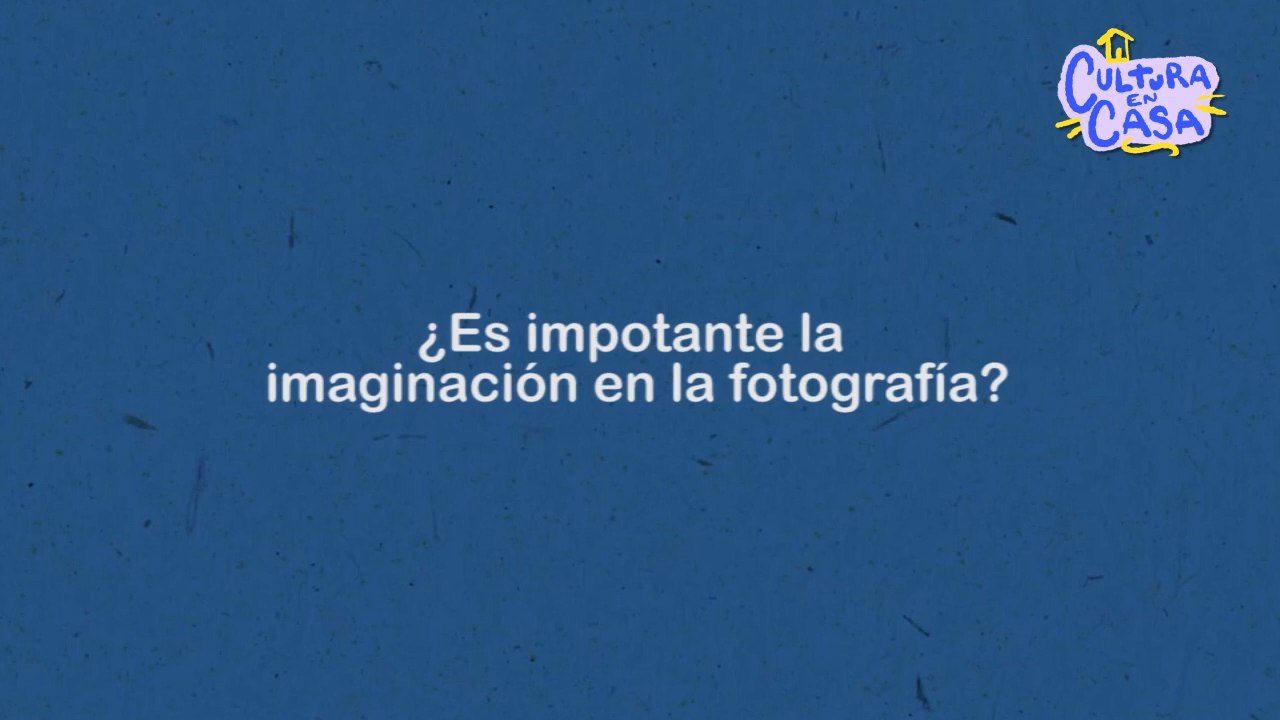 CULTURA
EN
CASA
¿Es impotante la
imaginación en la fotografía?